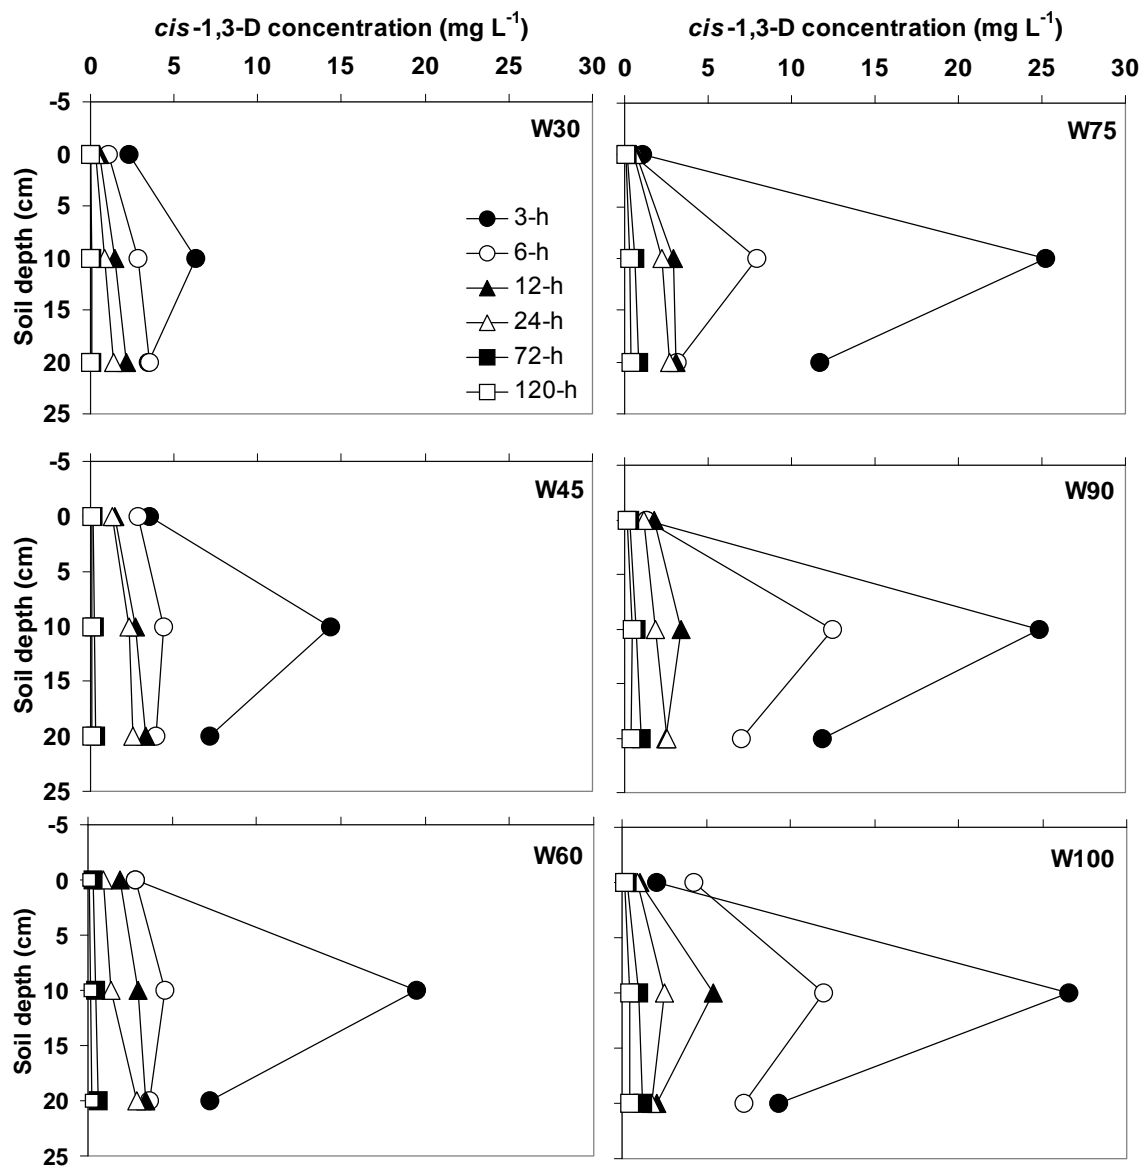 cis-1,3-D concentration (mg L-1)
0 5 10 15 20 25 30
-5
0
5
10
15
20
25
Soil depth (cm)
W30
3-h
6-h
12-h
24-h
72-h
120-h
cis-1,3-D concentration (mg L-1)
0 5 10 15 20 25 30
W75
-5
0
5
10
15
20
25
Soil depth (cm)
W45
W90
-5
0
5
10
15
20
25
Soil depth (cm)
W60
W100